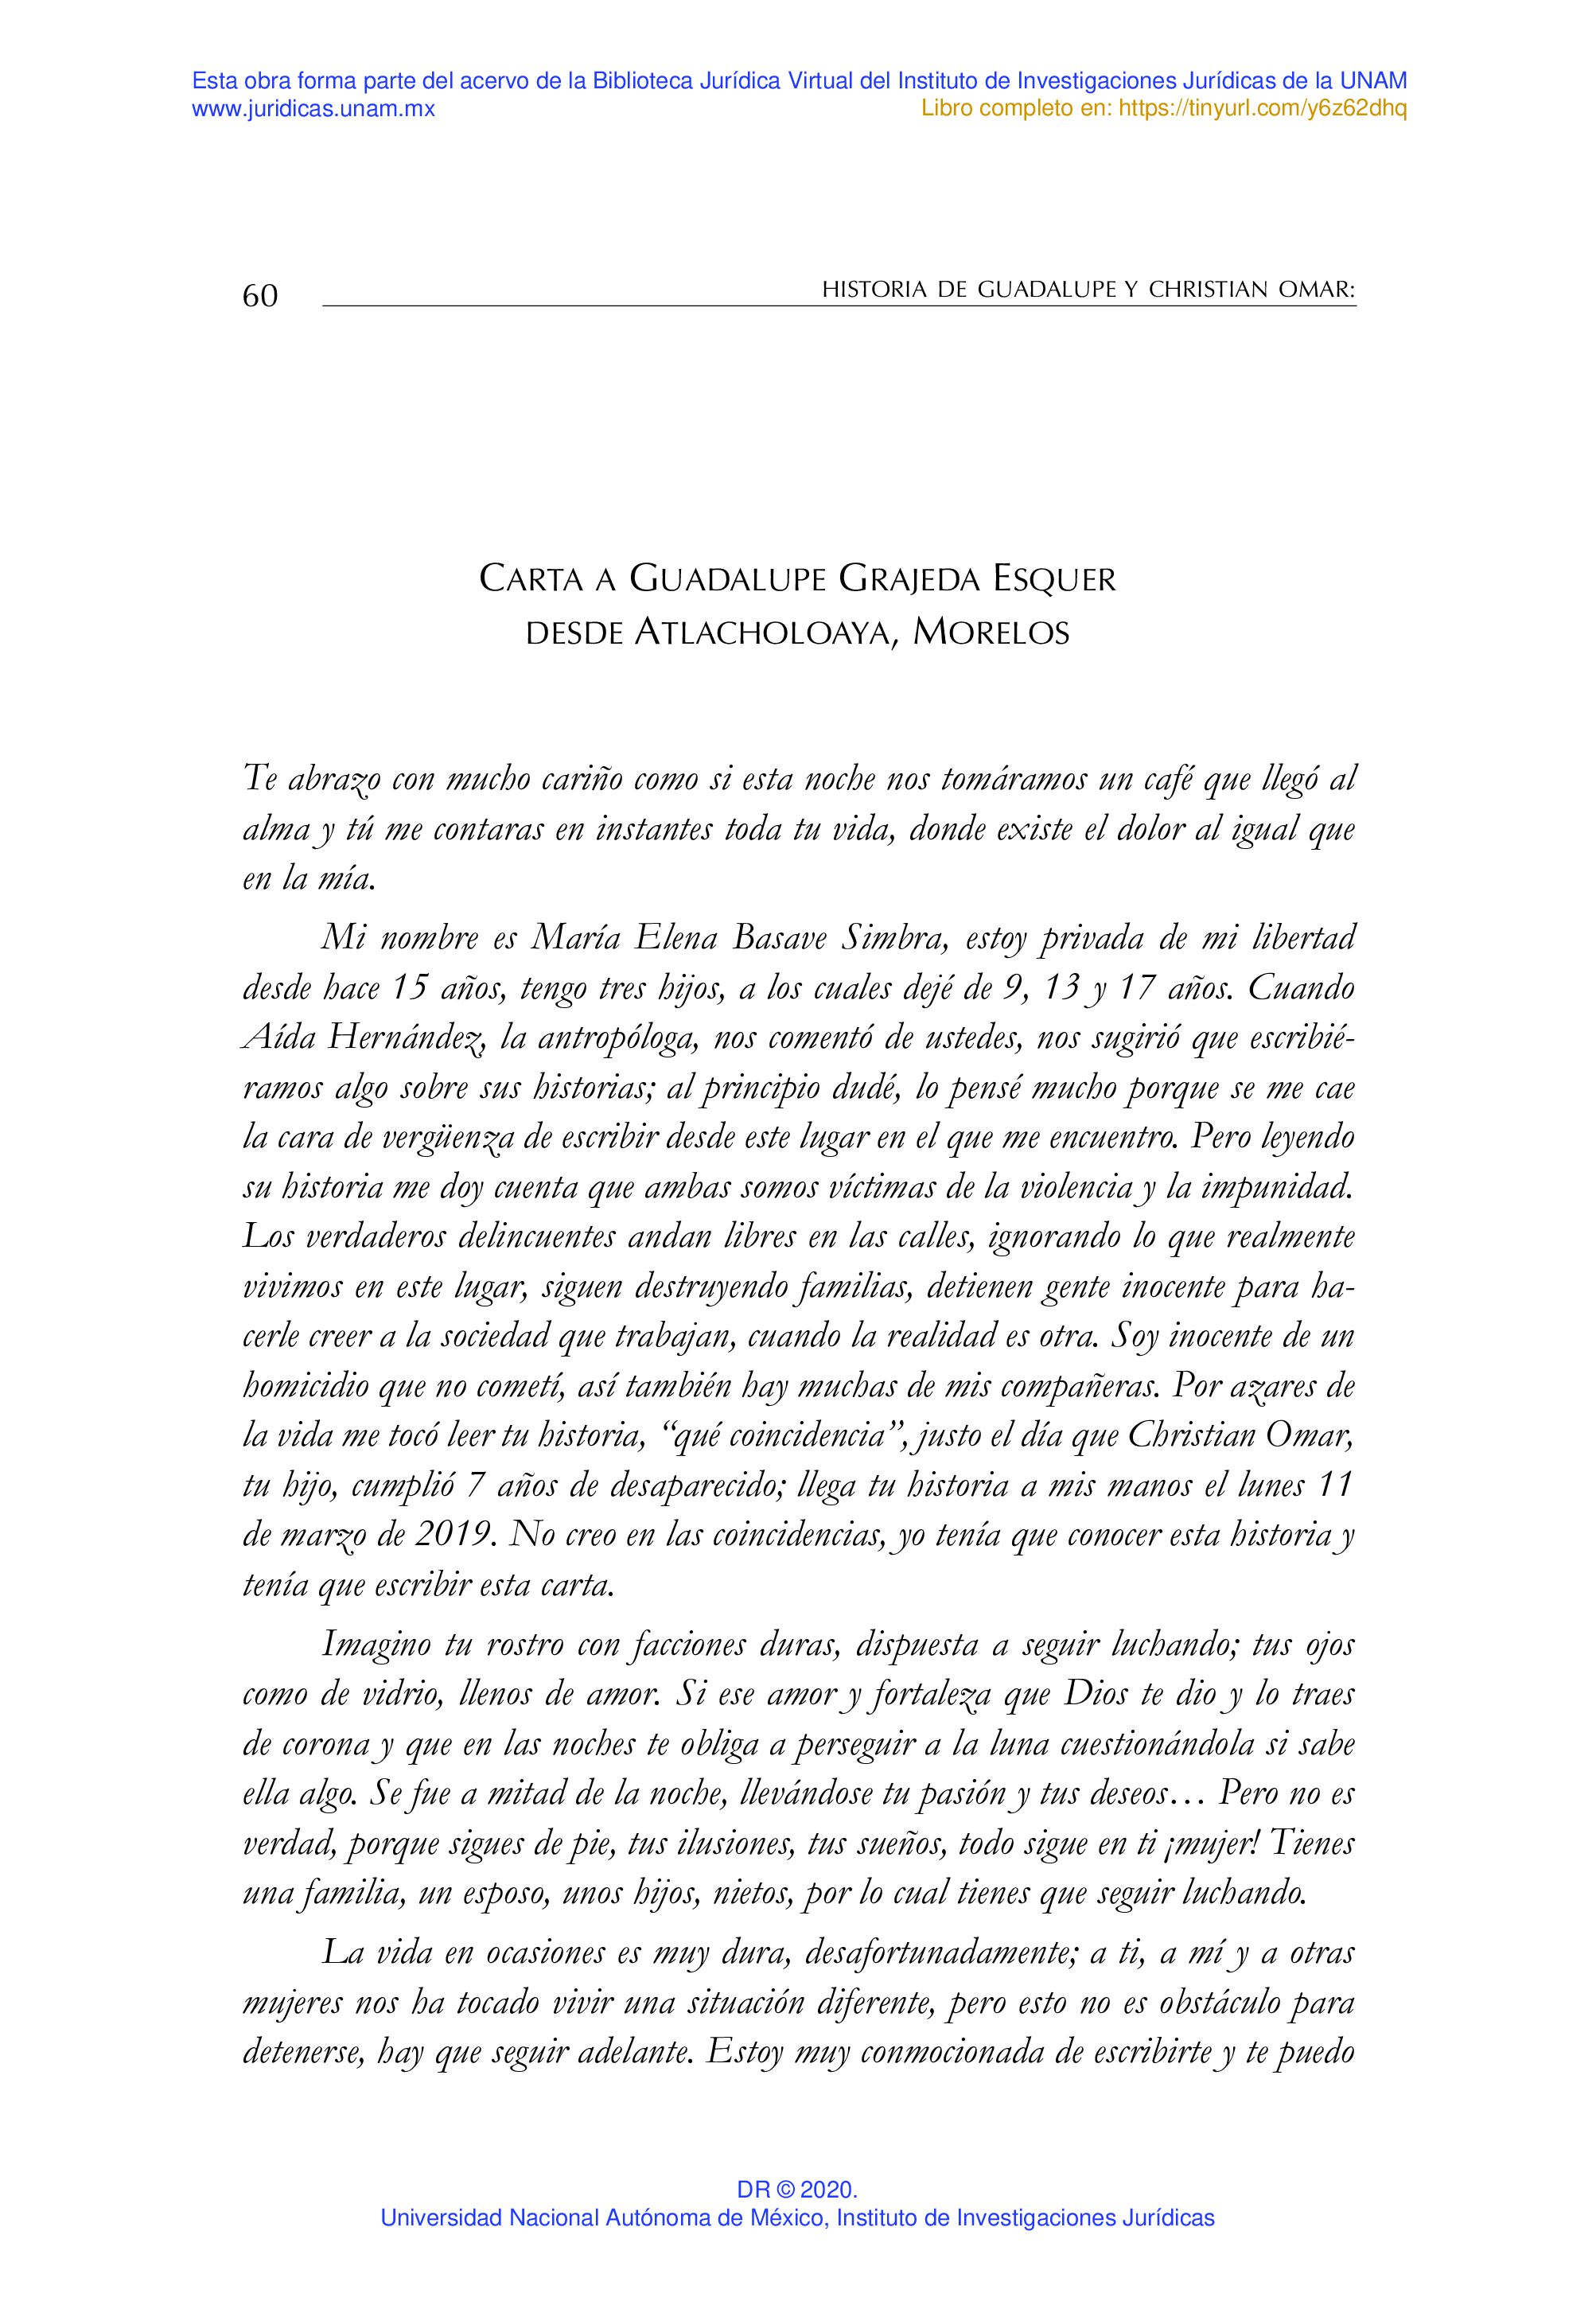 Esta obra forma parte del acervo de la Biblioteca Jurídica Virtual del Instituto de Investigaciones Jurídicas de la UNAM
www.juridicas.unam.mx Libro completo en: https://tinyurl.com/y6z62dhq
60 HISTORIA DE GUADALUPE Y CHRISTIAN OMAR:
CARTA A GUADALUPE GRAJEDA ESQUER
DESDE ATLACHOLOAYA, MORELOS
Te abrazo con mucho cariño como si esta noche nos tomáramos un café que llegó al
alma y tú me contaras en instantes toda tu vida, donde existe el dolor al igual que
en la mía.
Mi nombre es María Elena Basave Simbra, estoy privada de mi libertad
desde hace 15 años, tengo tres hijos, a los cuales dejé de 9, 13 y 17 años. Cuando
Aída Hernández, la antropóloga, nos comentó de ustedes, nos sugirió que escribié-
ramos algo sobre sus historias; al principio dudé, lo pensé mucho porque se me cae
la cara de vergüenza de escribir desde este lugar en el que me encuentro. Pero leyendo
su historia me doy cuenta que ambas somos víctimas de la violencia y la impunidad.
Los verdaderos delincuentes andan libres en las calles, ignorando lo que realmente
vivimos en este lugar, siguen destruyendo familias, detienen gente inocente para ha-
cerle creer a la sociedad que trabajan, cuando la realidad es otra. Soy inocente de un
homicidio que no cometí, así también hay muchas de mis compañeras. Por azares de
la vida me tocó leer tu historia, “qué coincidencia”, justo el día que Christian Omar,
tu hijo, cumplió 7 años de desaparecido; llega tu historia a mis manos el lunes 11
de marzo de 2019. No creo en las coincidencias, yo tenía que conocer esta historia y
tenía que escribir esta carta.
Imagino tu rostro con facciones duras, dispuesta a seguir luchando; tus ojos
como de vidrio, llenos de amor. Si ese amor y fortaleza que Dios te dio y lo traes
de corona y que en las noches te obliga a perseguir a la luna cuestionándola si sabe
ella algo. Se fue a mitad de la noche, llevándose tu pasión y tus deseos… Pero no es
verdad, porque sigues de pie, tus ilusiones, tus sueños, todo sigue en ti ¡mujer! Tienes
una familia, un esposo, unos hijos, nietos, por lo cual tienes que seguir luchando.
La vida en ocasiones es muy dura, desafortunadamente; a ti, a mí y a otras
mujeres nos ha tocado vivir una situación diferente, pero esto no es obstáculo para
detenerse, hay que seguir adelante. Estoy muy conmocionada de escribirte y te puedo
DR © 2020.
Universidad Nacional Autónoma de México, Instituto de Investigaciones Jurídicas